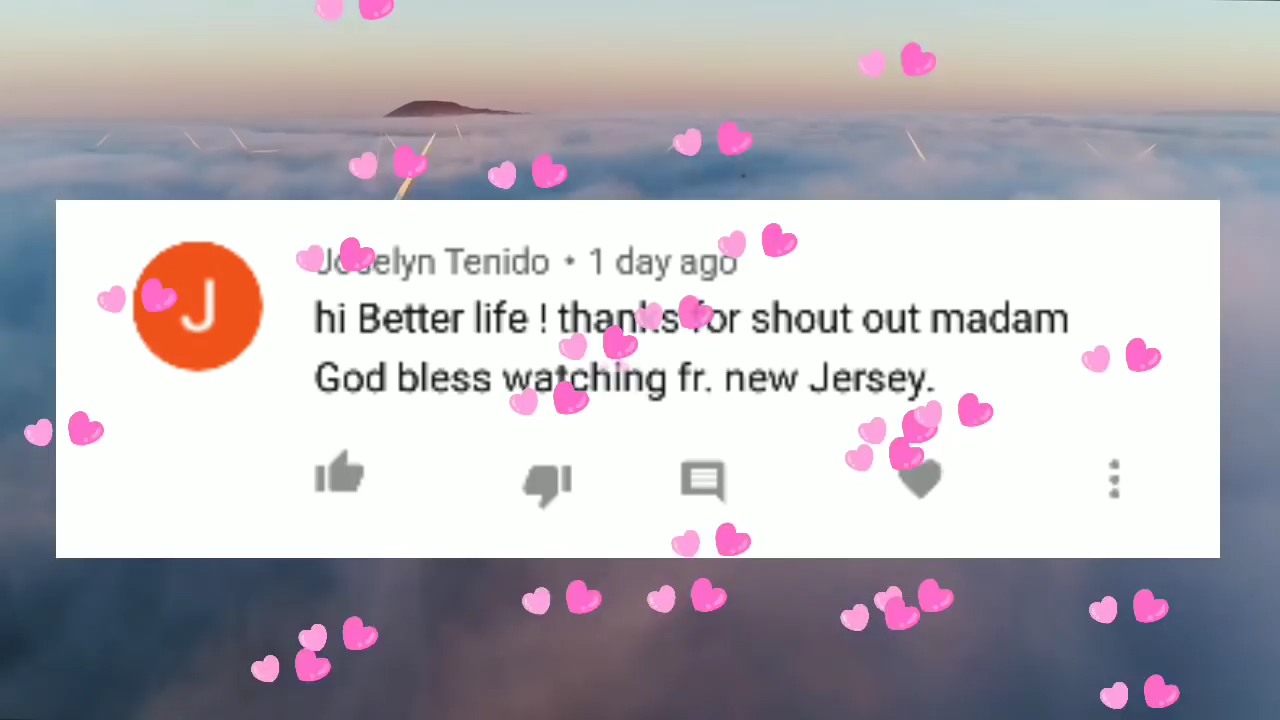 J
Jocelyn Tenido • 1 day ago
hi Better life ! thanks for shout out madam
God bless watching fr. new Jersey.